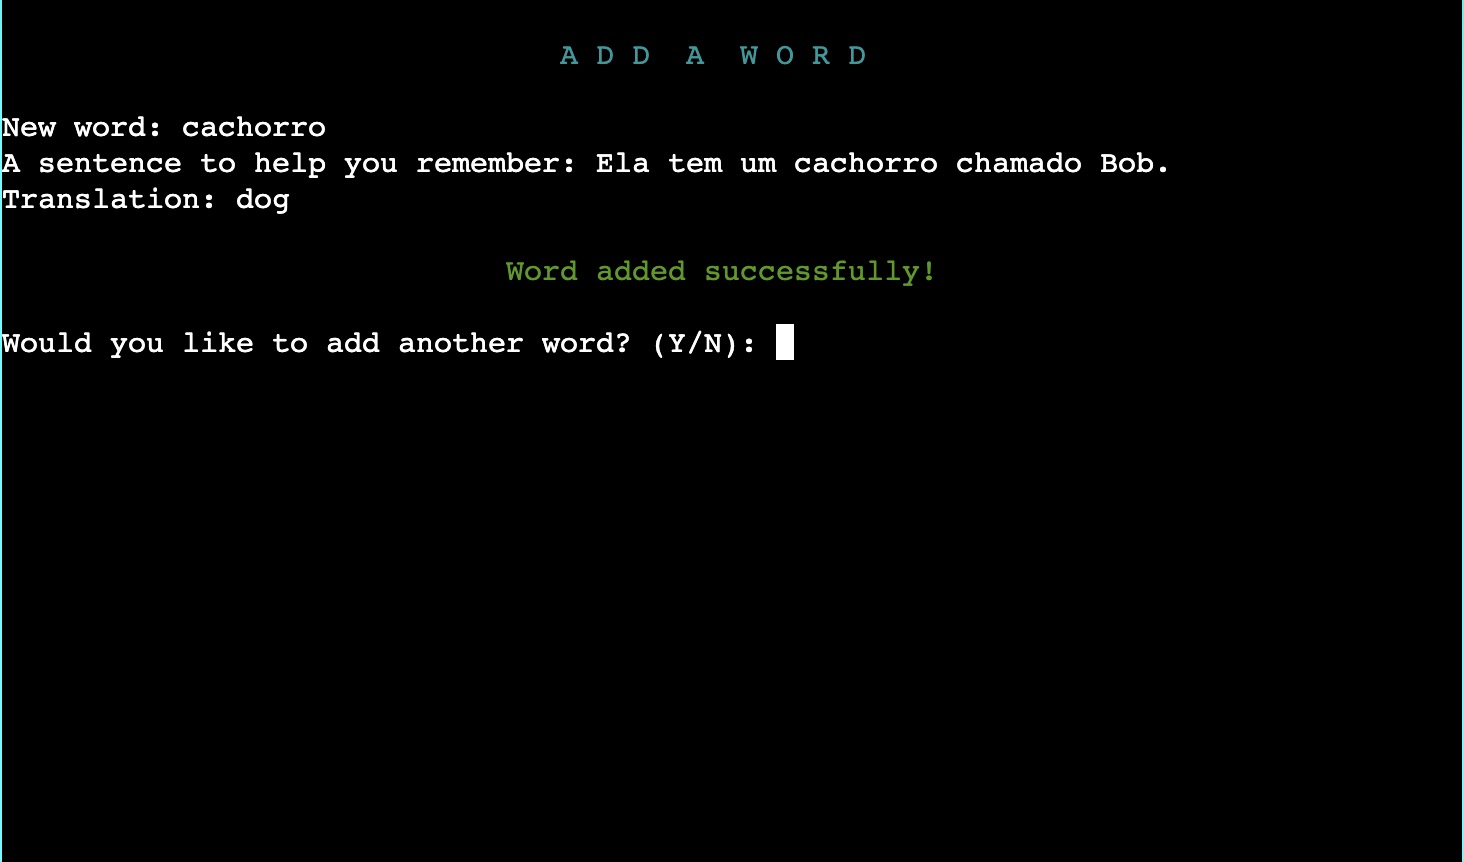 A D D  A  W O R D
New word: cachorro
A sentence to help you remember: Ela tem um cachorro chamado Bob.
Translation: dog
Word added successfully!
Would you like to add another word? (Y/N):